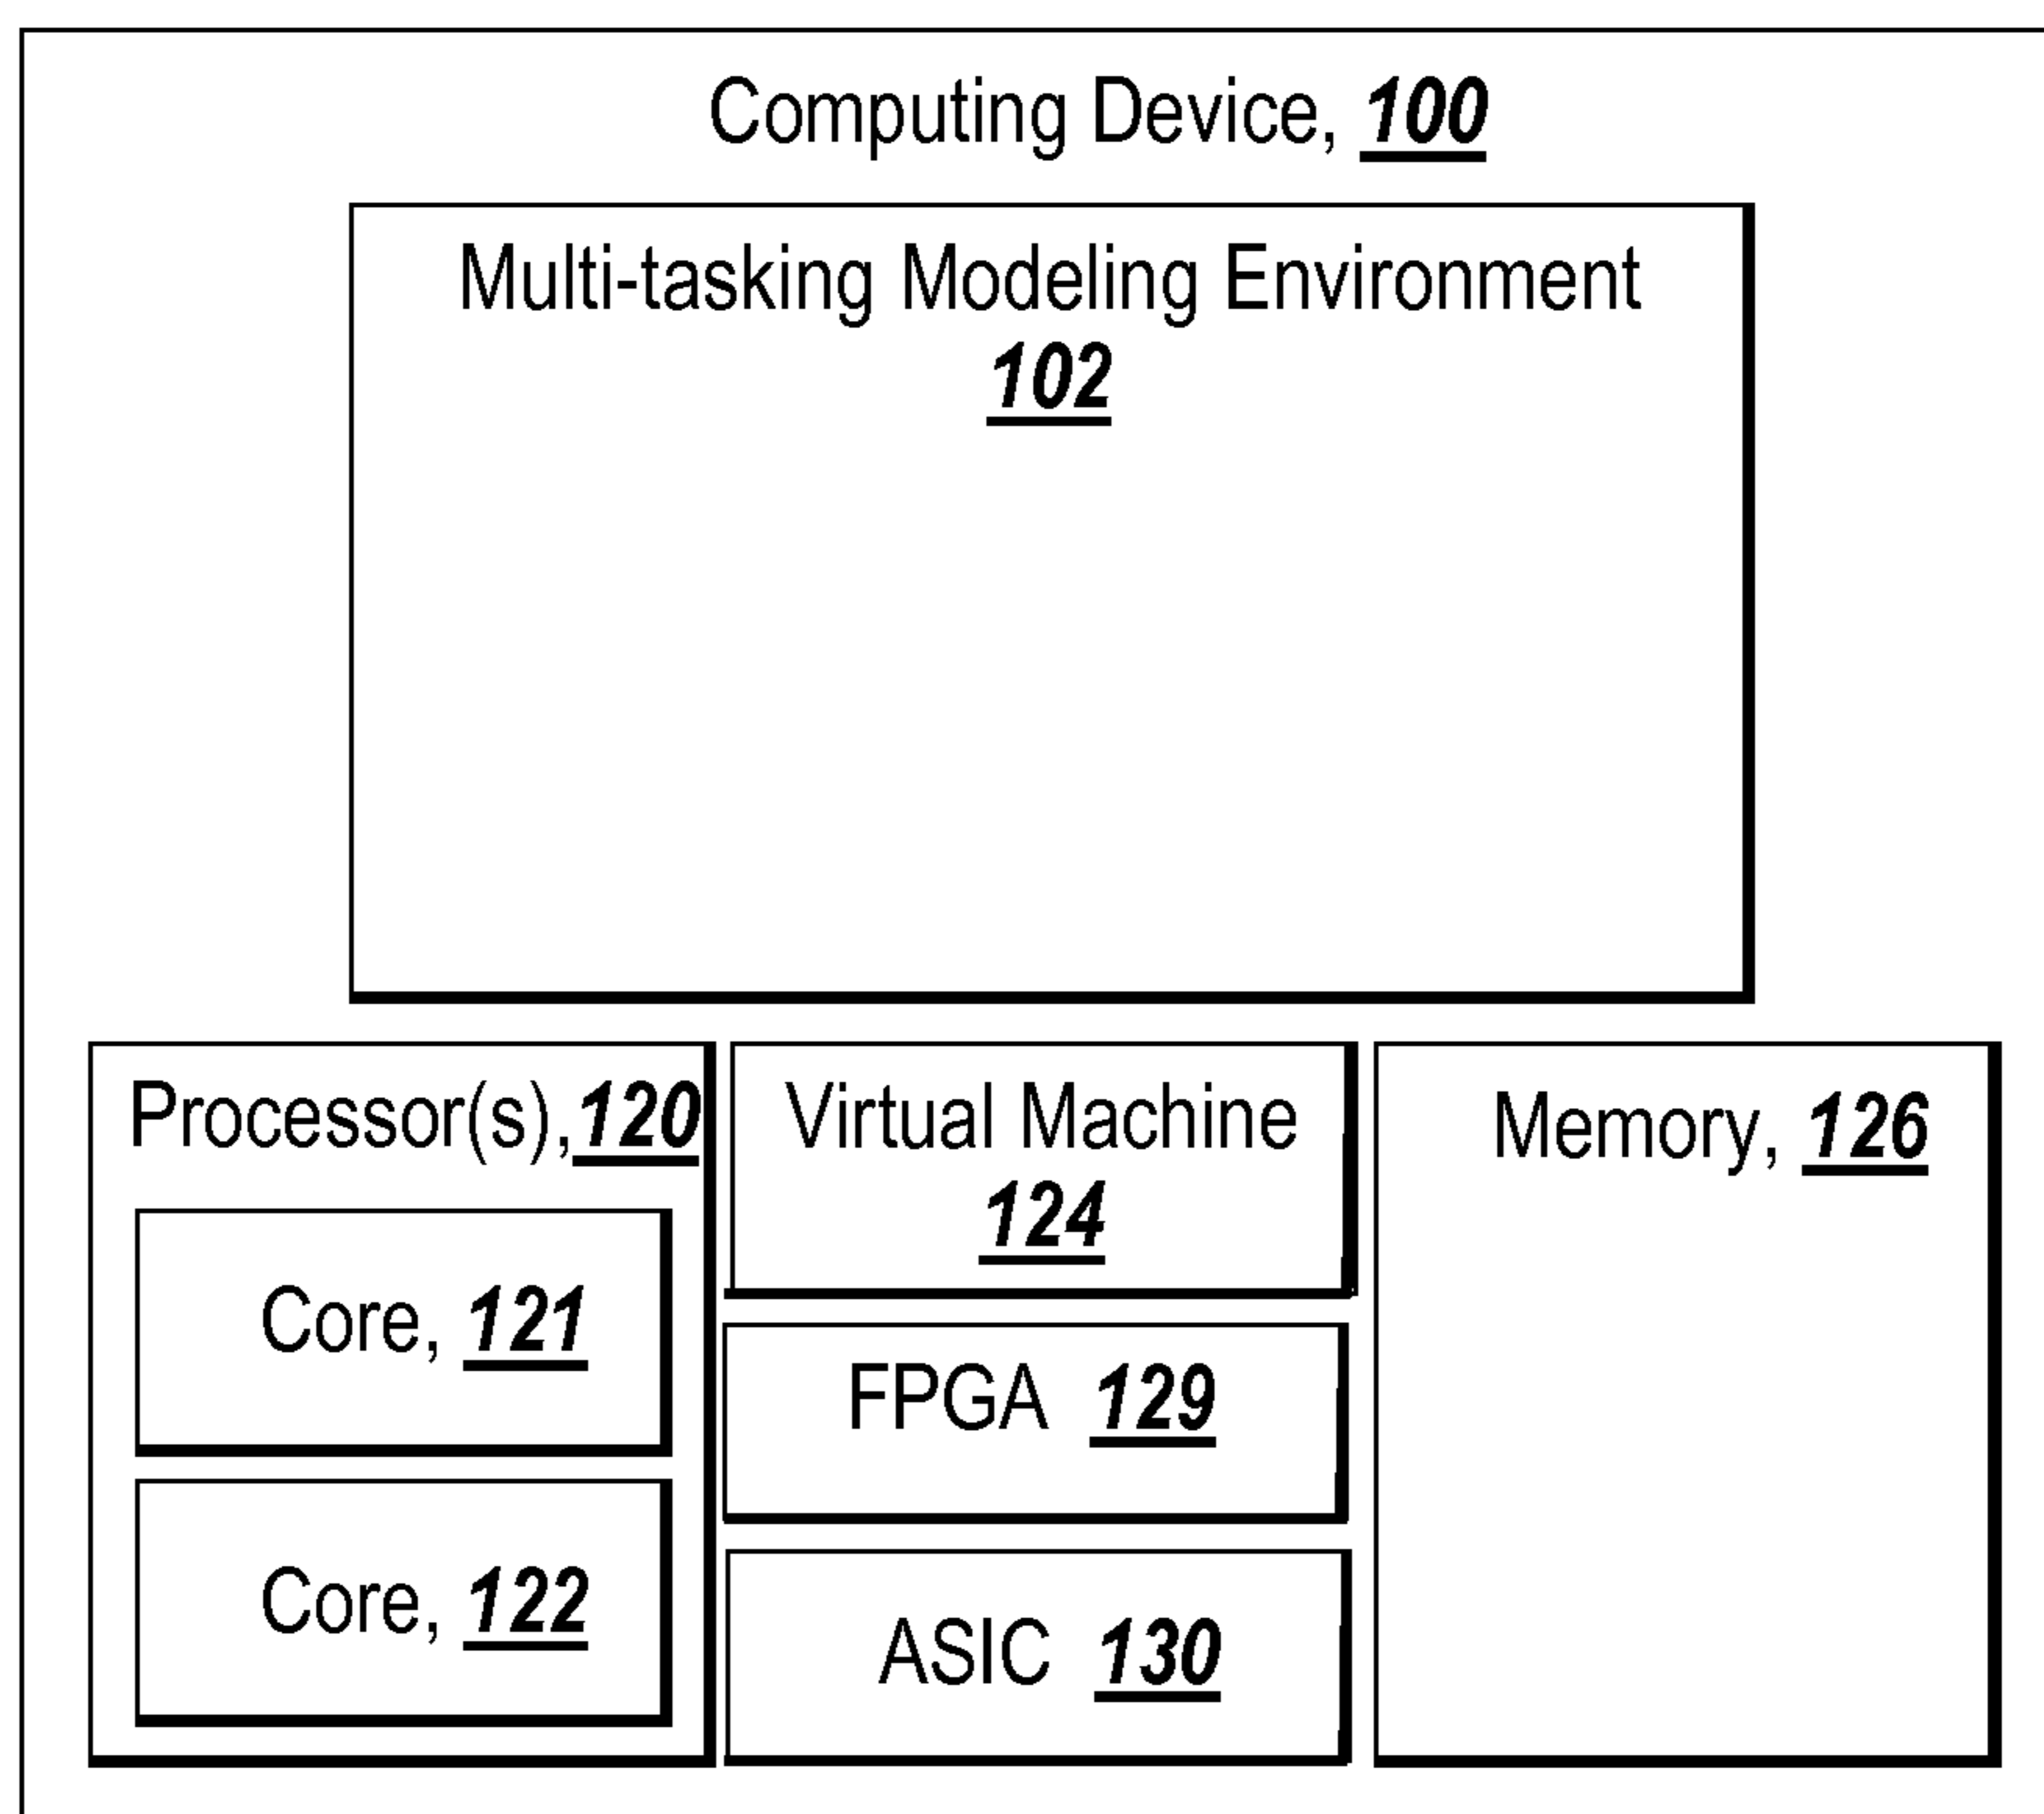 Computing Device, 100
Multi-tasking Modeling Environment
102
Processor(s), 120
Core, 121
Core, 122
Virtual Machine
124
FPGA 129
ASIC 130
Memory, 126